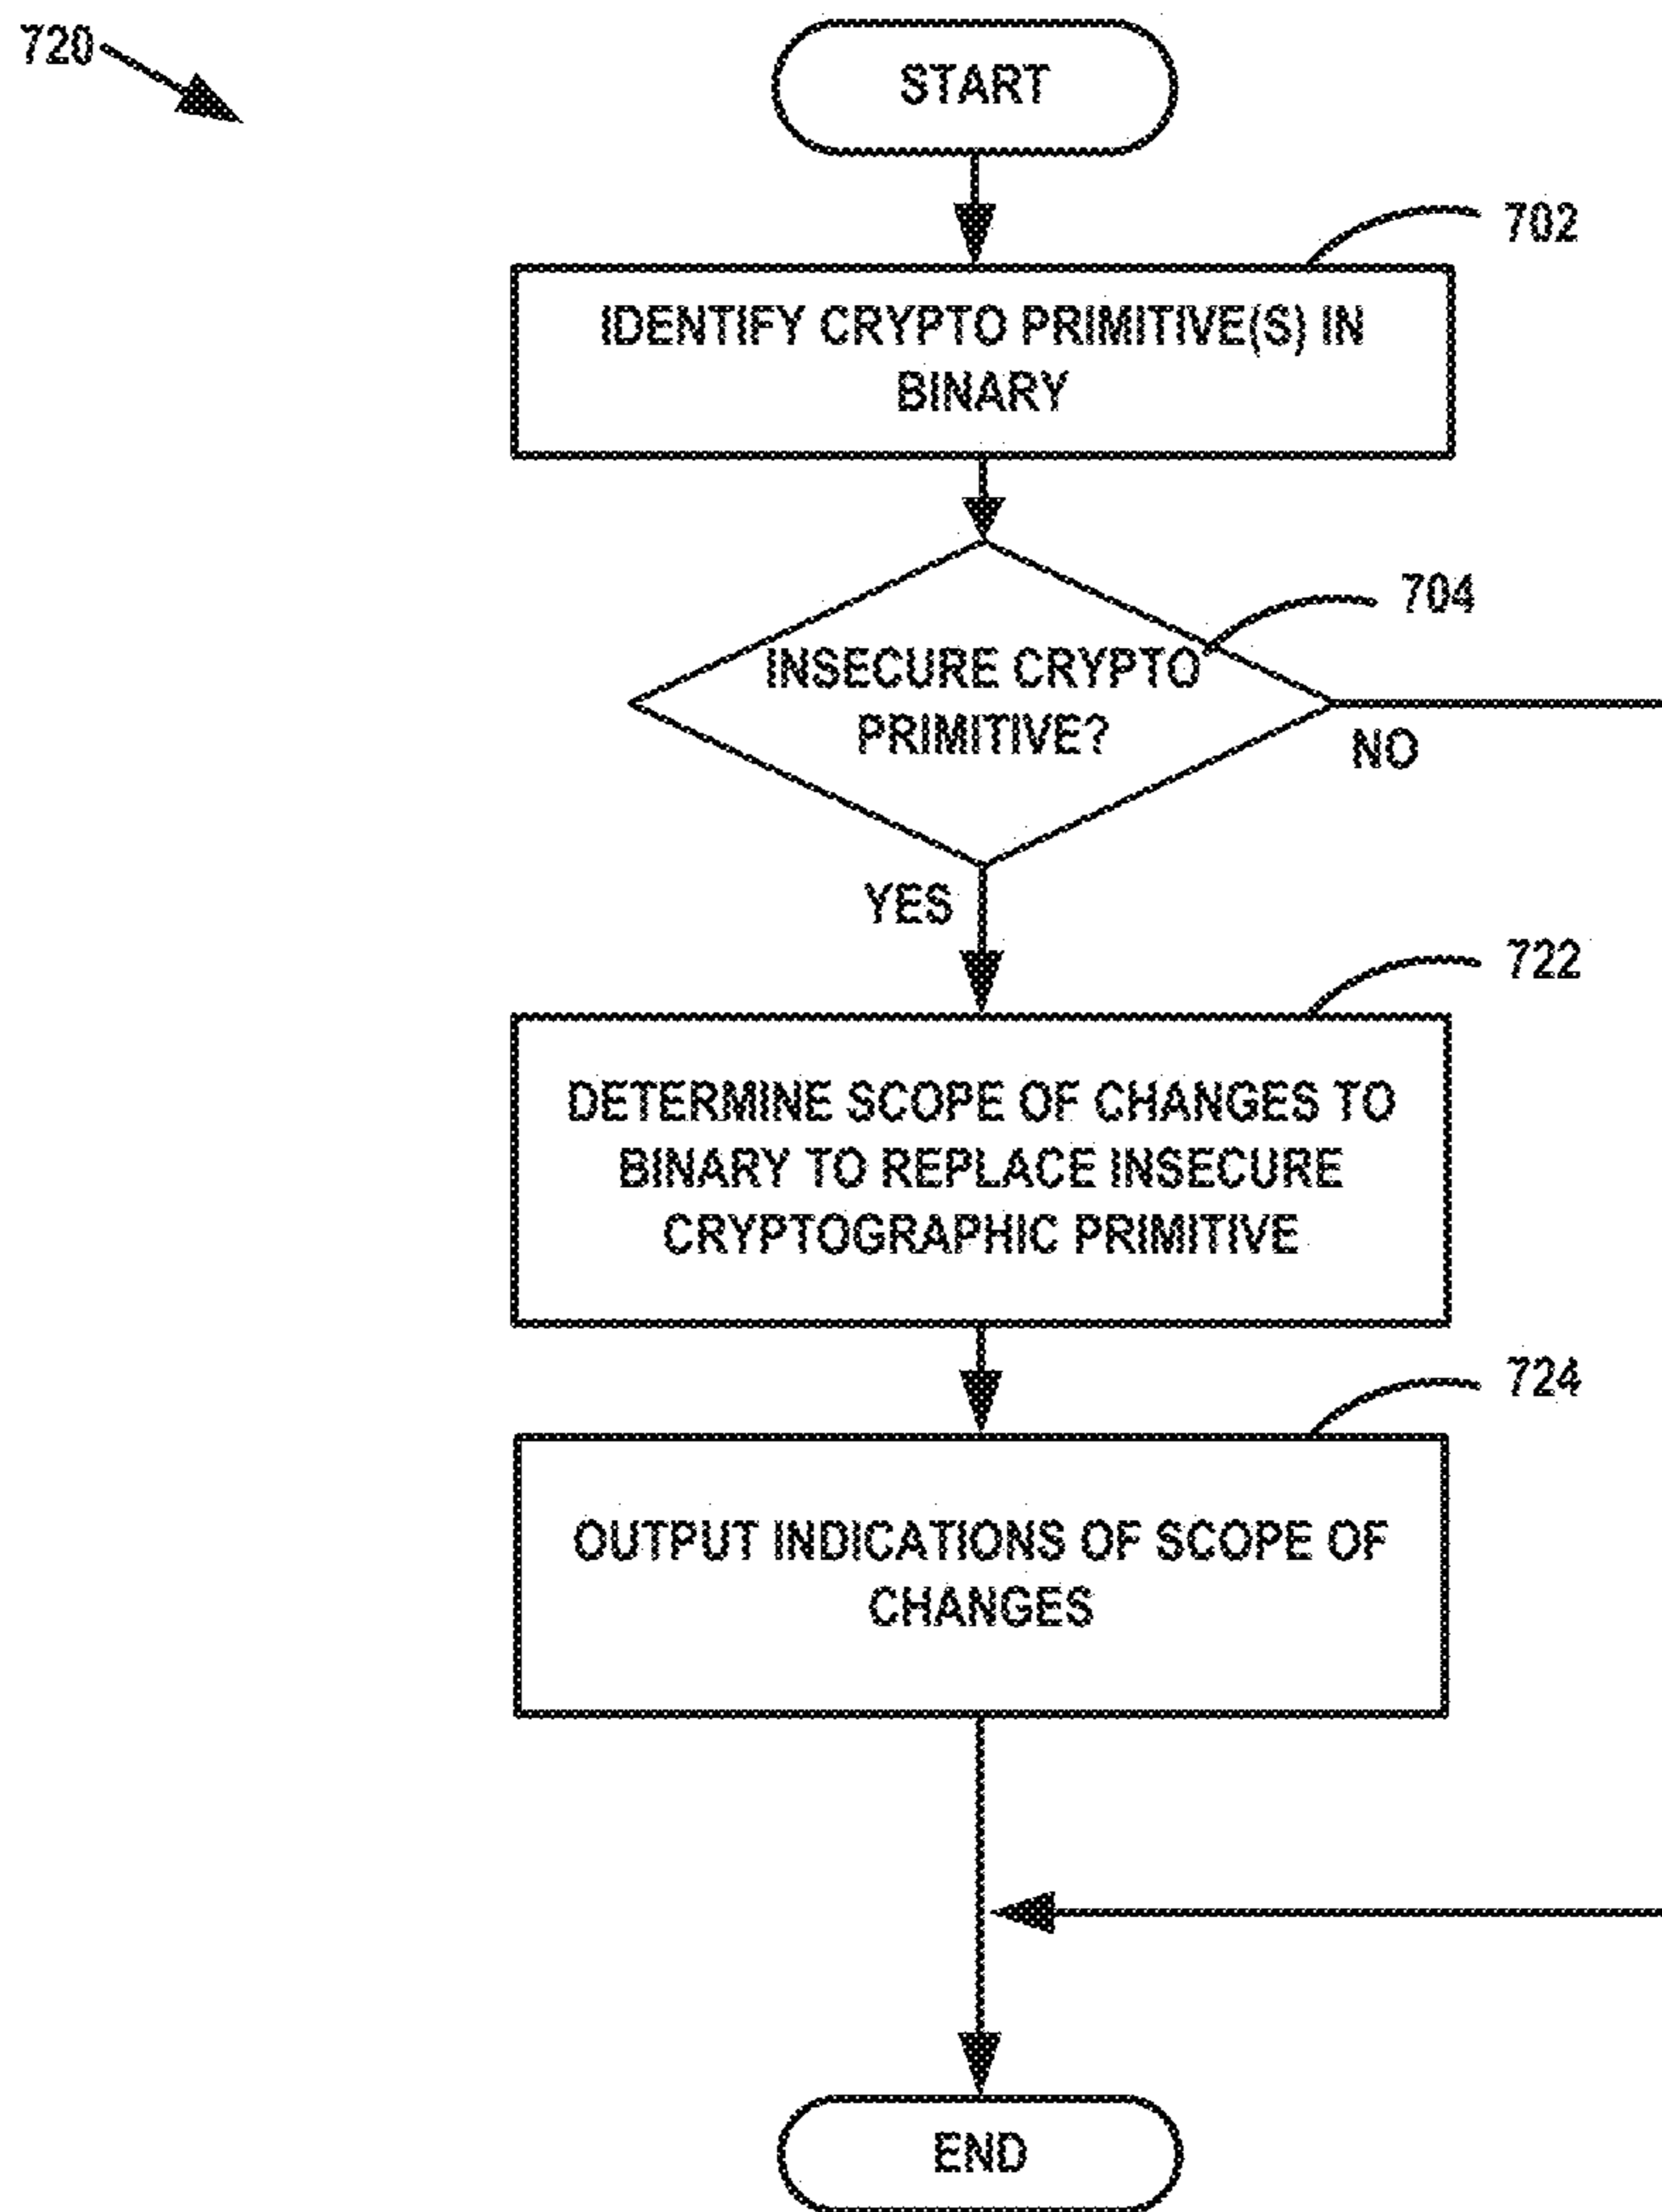 720
START
702
IDENTIFY CRYPTO PRIMITIVE(S) IN
BINARY
704
INSECURE CRYPTO
PRIMITIVE?
NO
YES
722
DETERMINE SCOPE OF CHANGES TO
BINARY TO REPLACE INSECURE
CRYPTOGRAPHIC PRIMITIVE
724
OUTPUT INDICATIONS OF SCOPE OF
CHANGES
END